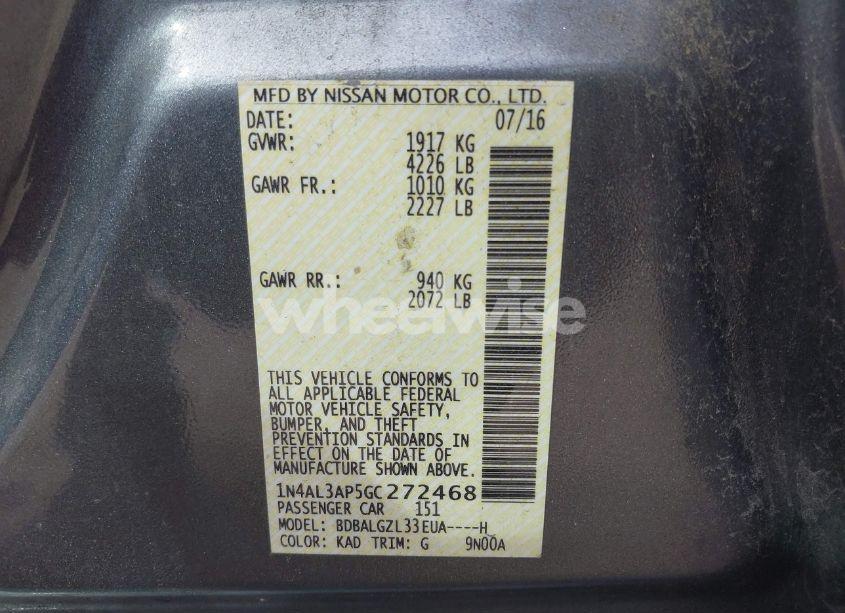 MFD BY NISSAN MOTOR CO., LTD.
DATE: 07/16
GVWR: 1917 KG
4226 LB
GAWR FR.: 1010 KG
2227 LB
GAWR RR.: 940 KG
2072 LB
wheelwise
THIS VEHICLE CONFORMS TO
ALL APPLICABLE FEDERAL
MOTOR VEHICLE SAFETY,
BUMPER, AND THEFT
PREVENTION STANDARDS IN
EFFECT ON THE DATE OF
MANUFACTURE SHOWN ABOVE.
1N4AL3AP5GC272468
PASSENGER CAR 151
MODEL: BDBALGZL33EUA----H_
COLOR: KAD TRIM: G 9N00A